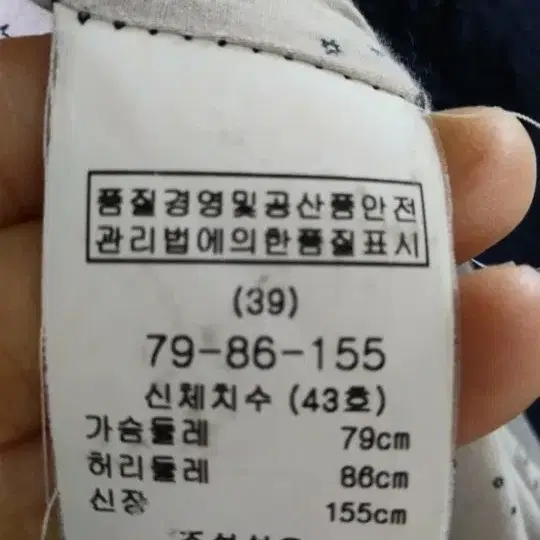 품질경영및공산품안전
관리법에의한품질표시
(39)
79-86-155
신체치수 (43호)
가슴둘레 79cm
허리둘레 86cm
신장 155cm